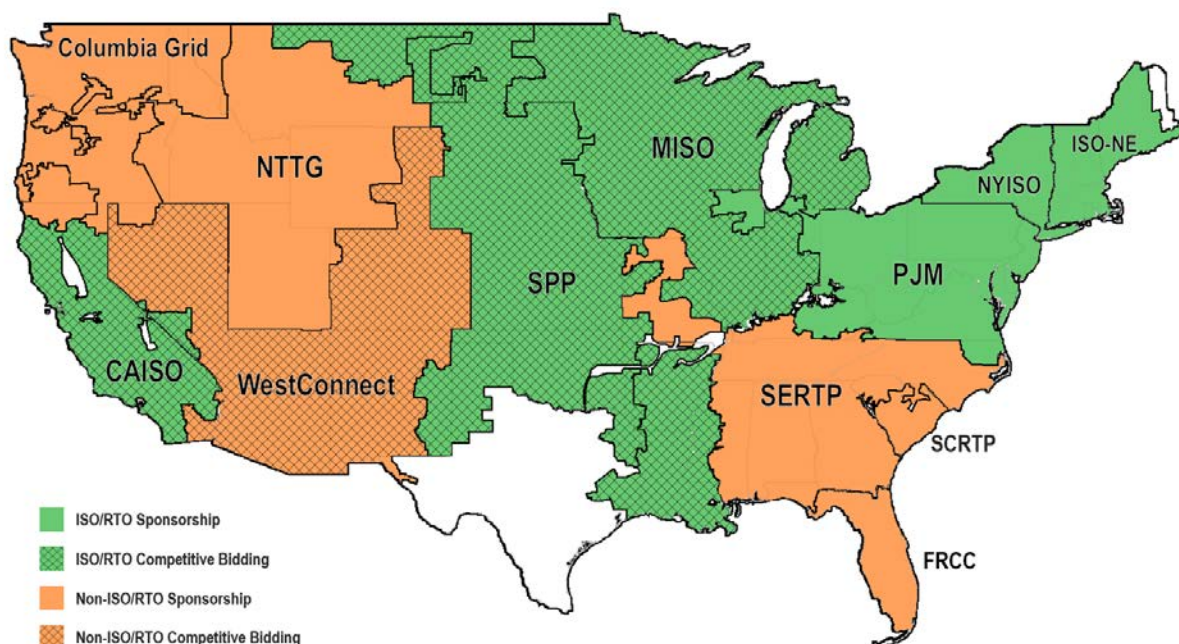 Columbia Grid
NTTG
MISO
ISO-NE
NYISO
PJM
SPP
CAISO
WestConnect
SERTP
SCRTP
FRCC
ISO/RTO Sponsorship
ISO/RTO Competitive Bidding
Non-ISO/RTO Sponsorship
Non-ISO/RTO Competitive Bidding